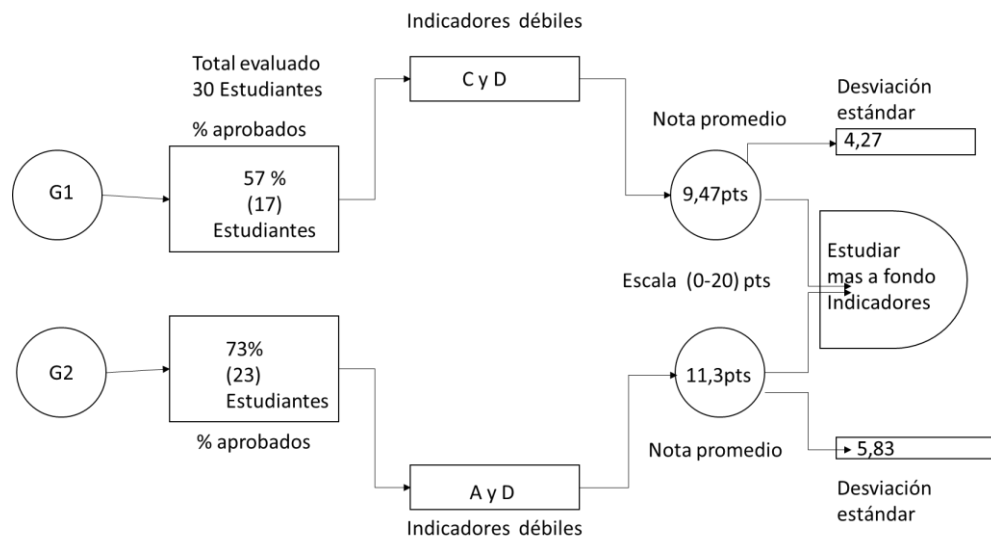 Indicadores débiles
Total evaluado
30 Estudiantes
C y D
Desviación
estándar
Nota promedio
% aprobados
4,27
G1
57 %
(17)
Estudiantes
9,47pts
Estudiar
mas a fondo
Indicadores
Escala (0-20) pts
G2
73%
(23)
Estudiantes
11,3pts
% aprobados
Nota promedio
5,83
A y D
Desviación
estándar
Indicadores débiles